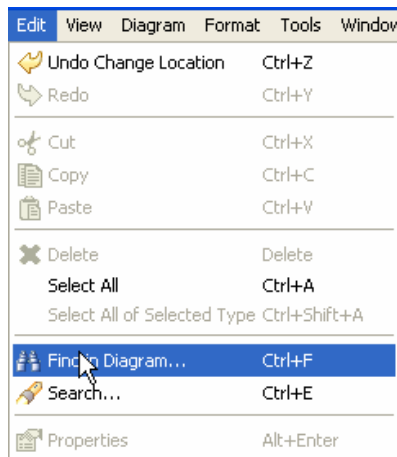 Edit View Diagram Format Tools Window
Undo Change Location Ctrl+Z
Redo Ctrl+Y
Cut Ctrl+X
Copy Ctrl+C
Paste Ctrl+V
Delete Delete
Select All Ctrl+A
Select All of Selected Type Ctrl+Shift+A
Find in Diagram... Ctrl+F
Search... Ctrl+E
Properties Alt+Enter